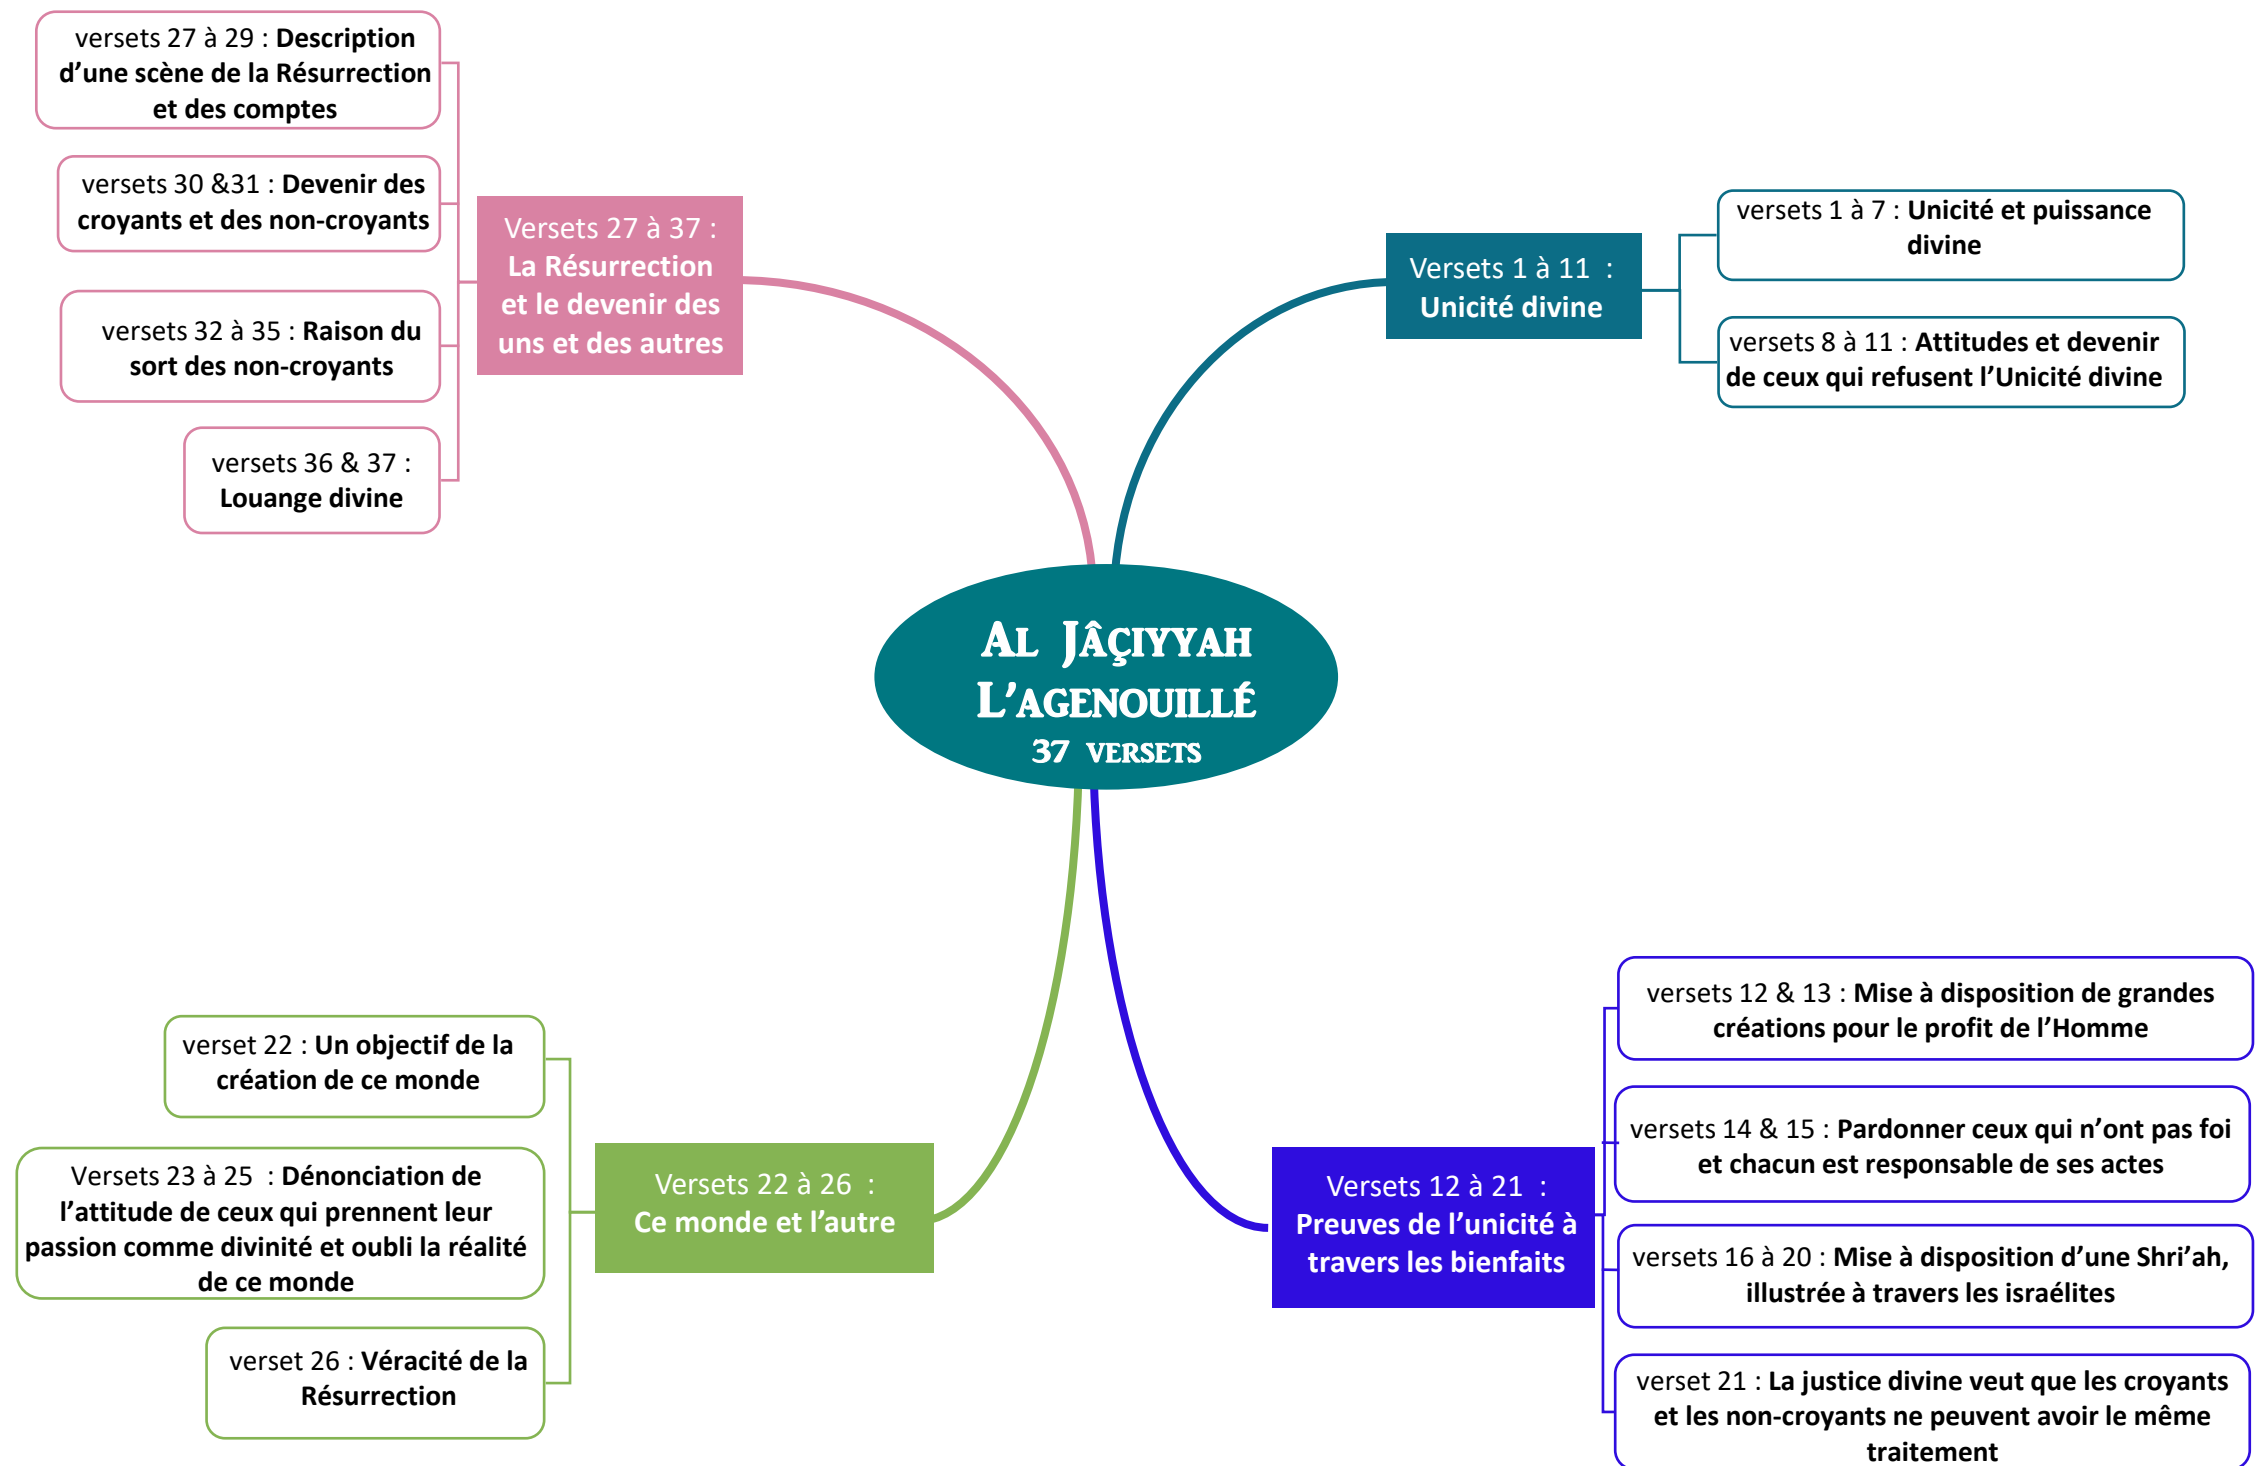 AL JÂÇIYYAH
L’AGENOUILLÉ
37 VERSETS
Versets 1 à 11 :
Unicité divine
versets 1 à 7 : Unicité et puissance
divine
versets 8 à 11 : Attitudes et devenir
de ceux qui refusent l’Unicité divine
Versets 12 à 21 :
Preuves de l’unicité à
travers les bienfaits
versets 12 & 13 : Mise à disposition de grandes
créations pour le profit de l’Homme
versets 14 & 15 : Pardonner ceux qui n’ont pas foi
et chacun est responsable de ses actes
versets 16 à 20 : Mise à disposition d’une Shri’ah,
illustrée à travers les israélites
verset 21 : La justice divine veut que les croyants
et les non-croyants ne peuvent avoir le même
traitement
Versets 22 à 26 :
Ce monde et l’autre
verset 22 : Un objectif de la
création de ce monde
Versets 23 à 25 : Dénonciation de
l’attitude de ceux qui prennent leur
passion comme divinité et oubli la réalité
de ce monde
verset 26 : Véracité de la
Résurrection
Versets 27 à 37 :
La Résurrection
et le devenir des
uns et des autres
versets 27 à 29 : Description
d’une scène de la Résurrection
et des comptes
versets 30 &31 : Devenir des
croyants et des non-croyants
versets 32 à 35 : Raison du
sort des non-croyants
versets 36 & 37 :
Louange divine